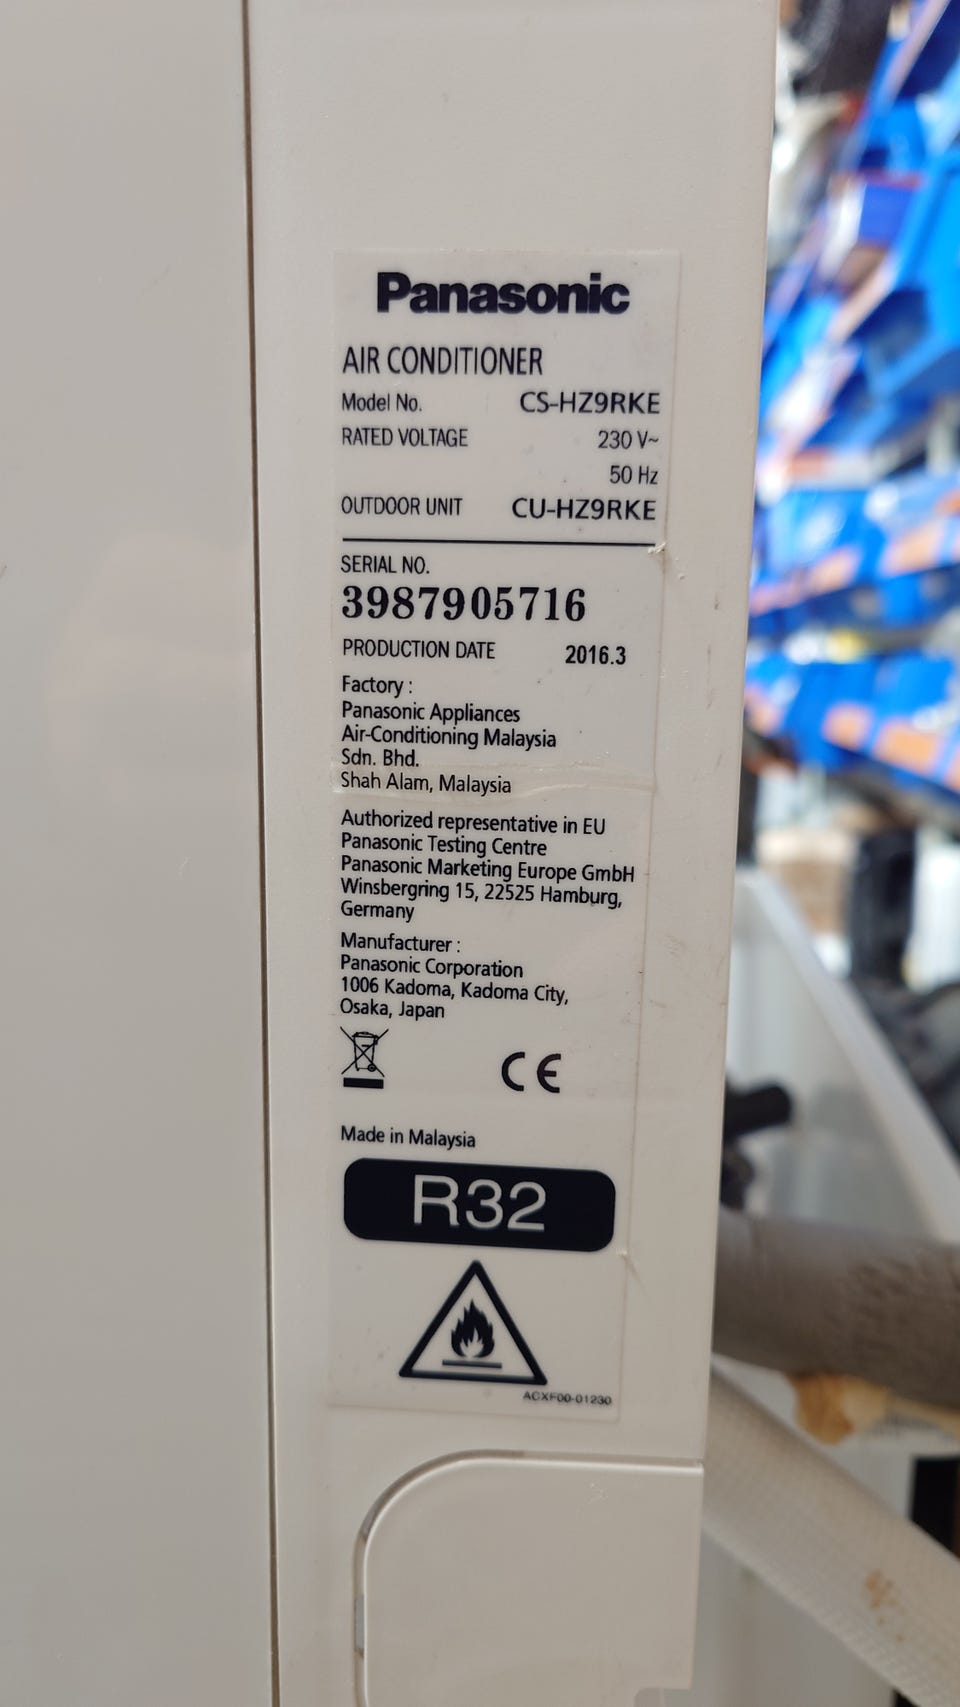 Panasonic
AIR CONDITIONER
Model No. CS-HZ9RKE
RATED VOLTAGE 230 V~
50 Hz
OUTDOOR UNIT CU-HZ9RKE
SERIAL NO.
3987905716
PRODUCTION DATE 2016.3
Factory :
Panasonic Appliances
Air-Conditioning Malaysia
Sdn. Bhd.
Shah Alam, Malaysia
Authorized representative in EU
Panasonic Testing Centre
Panasonic Marketing Europe GmbH
Winsbergring 15, 22525 Hamburg,
Germany
Manufacturer :
Panasonic Corporation
1006 Kadoma, Kadoma City,
Osaka, Japan
CE
Made in Malaysia
R32
ACXF00-01230